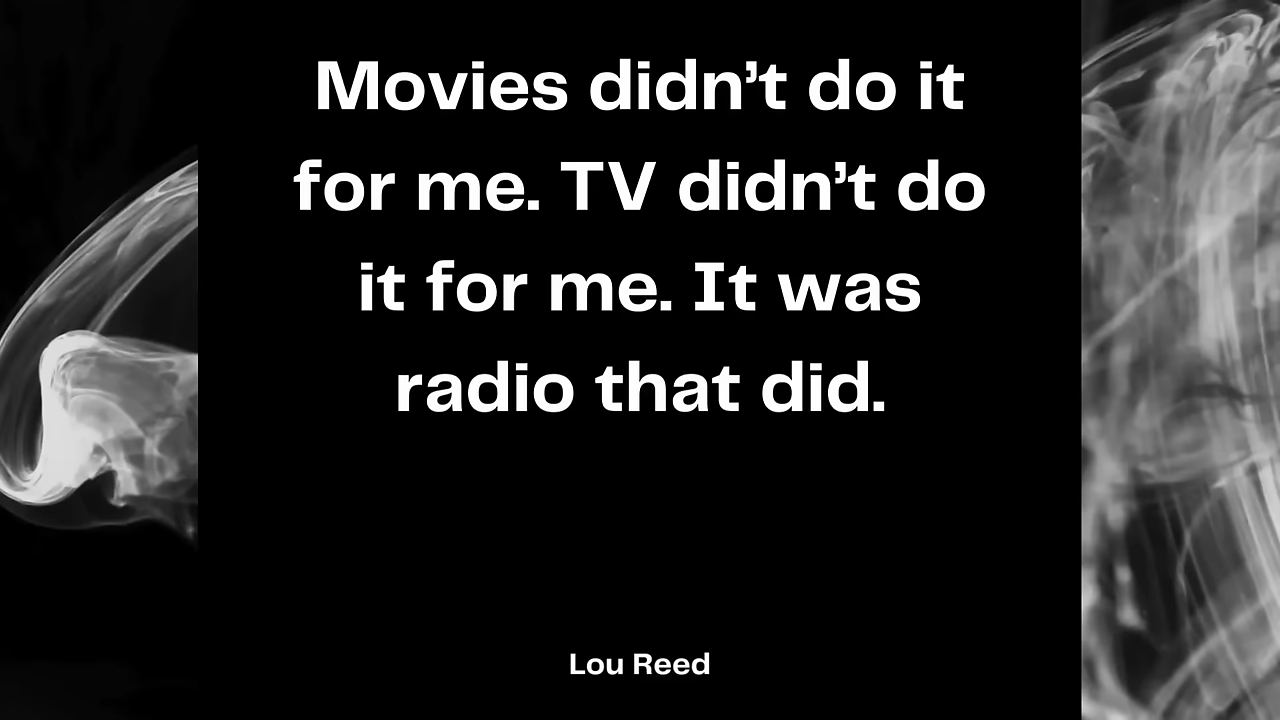 Movies didn’t do it
for me. TV didn’t do
it for me. It was
radio that did.
Lou Reed